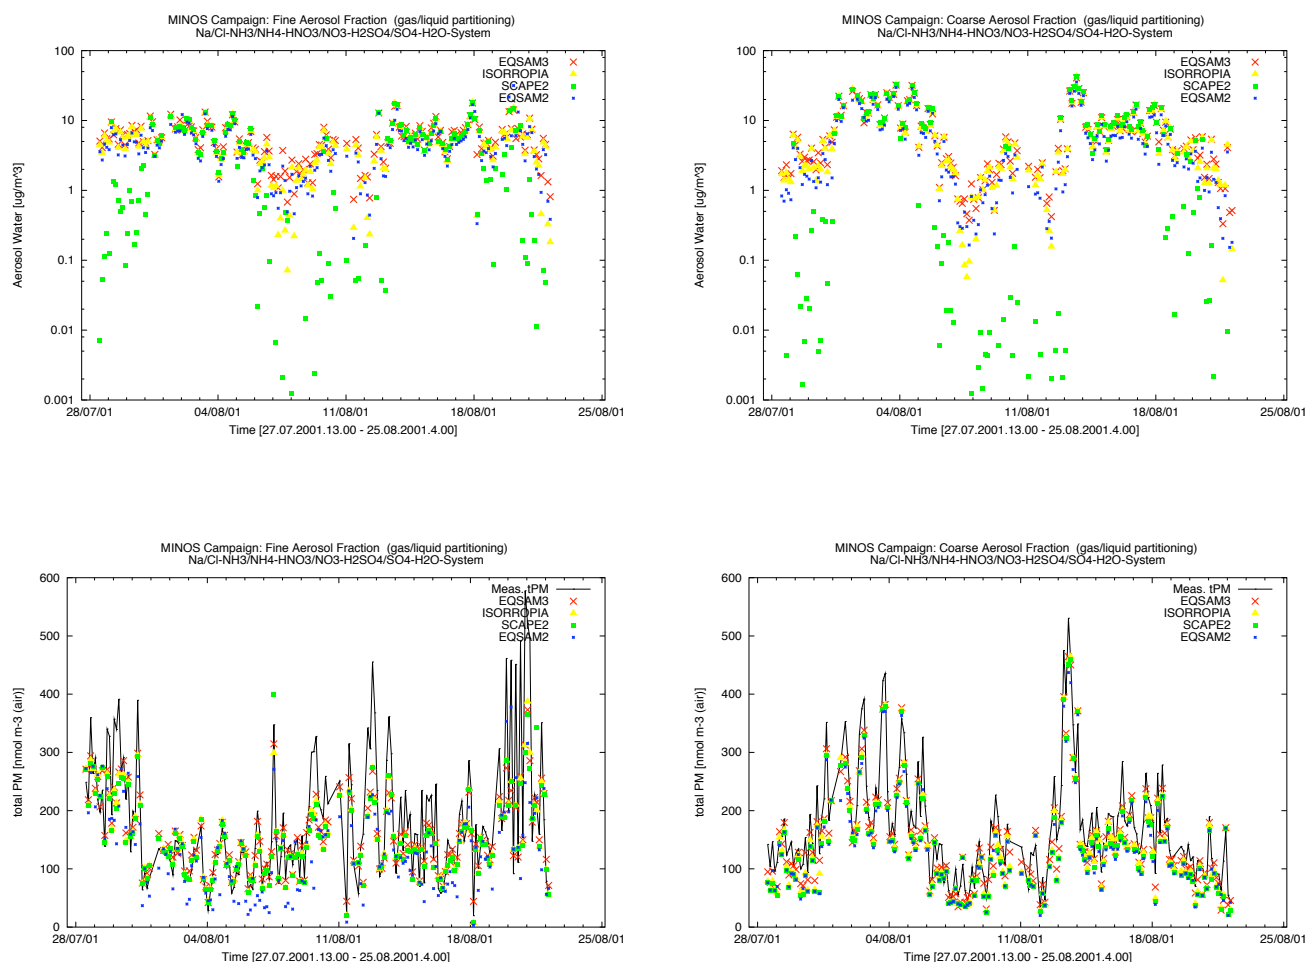 MINOS Campaign: Fine Aerosol Fraction (gas/liquid partitioning)
Na/Cl-NH3/NH4-HNO3/NO3-H2SO4/SO4-H2O-System
Aerosol Water [ug/m^3]
100
10
1
0.1
0.01
0.001
EQSAM3
ISORROPIA
SCAPE2
EQSAM2
28/07/01 04/08/01 11/08/01 18/08/01 25/08/01
Time [27.07.2001.13.00 - 25.08.2001.4.00]
MINOS Campaign: Coarse Aerosol Fraction (gas/liquid partitioning)
Na/Cl-NH3/NH4-HNO3/NO3-H2SO4/SO4-H2O-System
Aerosol Water [ug/m^3]
100
10
1
0.1
0.01
0.001
EQSAM3
ISORROPIA
SCAPE2
EQSAM2
28/07/01 04/08/01 11/08/01 18/08/01 25/08/01
Time [27.07.2001.13.00 - 25.08.2001.4.00]
MINOS Campaign: Fine Aerosol Fraction (gas/liquid partitioning)
Na/Cl-NH3/NH4-HNO3/NO3-H2SO4/SO4-H2O-System
total PM [nmol m-3 (air)]
600
500
400
300
200
100
0
Meas. tPM
EQSAM3
ISORROPIA
SCAPE2
EQSAM2
28/07/01 04/08/01 11/08/01 18/08/01 25/08/01
Time [27.07.2001.13.00 - 25.08.2001.4.00]
MINOS Campaign: Coarse Aerosol Fraction (gas/liquid partitioning)
Na/Cl-NH3/NH4-HNO3/NO3-H2SO4/SO4-H2O-System
total PM [nmol m-3 (air)]
600
500
400
300
200
100
0
Meas. tPM
EQSAM3
ISORROPIA
SCAPE2
EQSAM2
28/07/01 04/08/01 11/08/01 18/08/01 25/08/01
Time [27.07.2001.13.00 - 25.08.2001.4.00]